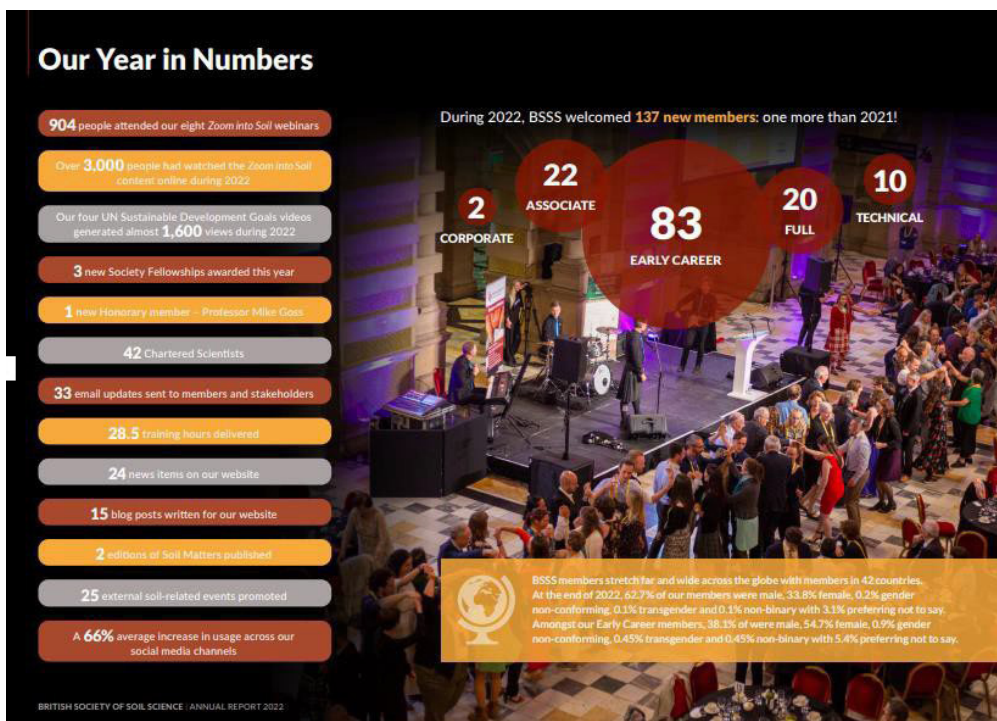 Our Year in Numbers
904 people attended our eight Zoom into Soil webinars
Over 3,000 people had watched the Zoom into Soil
content online during 2022
Our four UN Sustainable Development Goals videos
generated almost 1,600 views during 2022
3 new Society Fellowships awarded this year
1 new Honorary member – Professor Mike Goss
42 Chartered Scientists
33 email updates sent to members and stakeholders
28.5 training hours delivered
24 news items on our website
15 blog posts written for our website
2 editions of Soil Matters published
25 external soil-related events promoted
A 66% average increase in usage across our
social media channels
During 2022, BSSS welcomed 137 new members: one more than 2021!
2
CORPORATE
22
ASSOCIATE
83
EARLY CAREER
20
FULL
10
TECHNICAL
BSSS members stretch far and wide across the globe with members in 42 countries.
At the end of 2022, 62.7% of our members were male, 33.8% female, 0.2% gender
non-conforming, 0.1% transgender and 0.1% non-binary with 3.1% preferring not to say.
Amongst our Early Career members, 38.1% of were male, 54.7% female, 0.9% gender
non-conforming, 0.45% transgender and 0.45% non-binary with 5.4% preferring not to say.
BRITISH SOCIETY OF SOIL SCIENCE | ANNUAL REPORT 2022